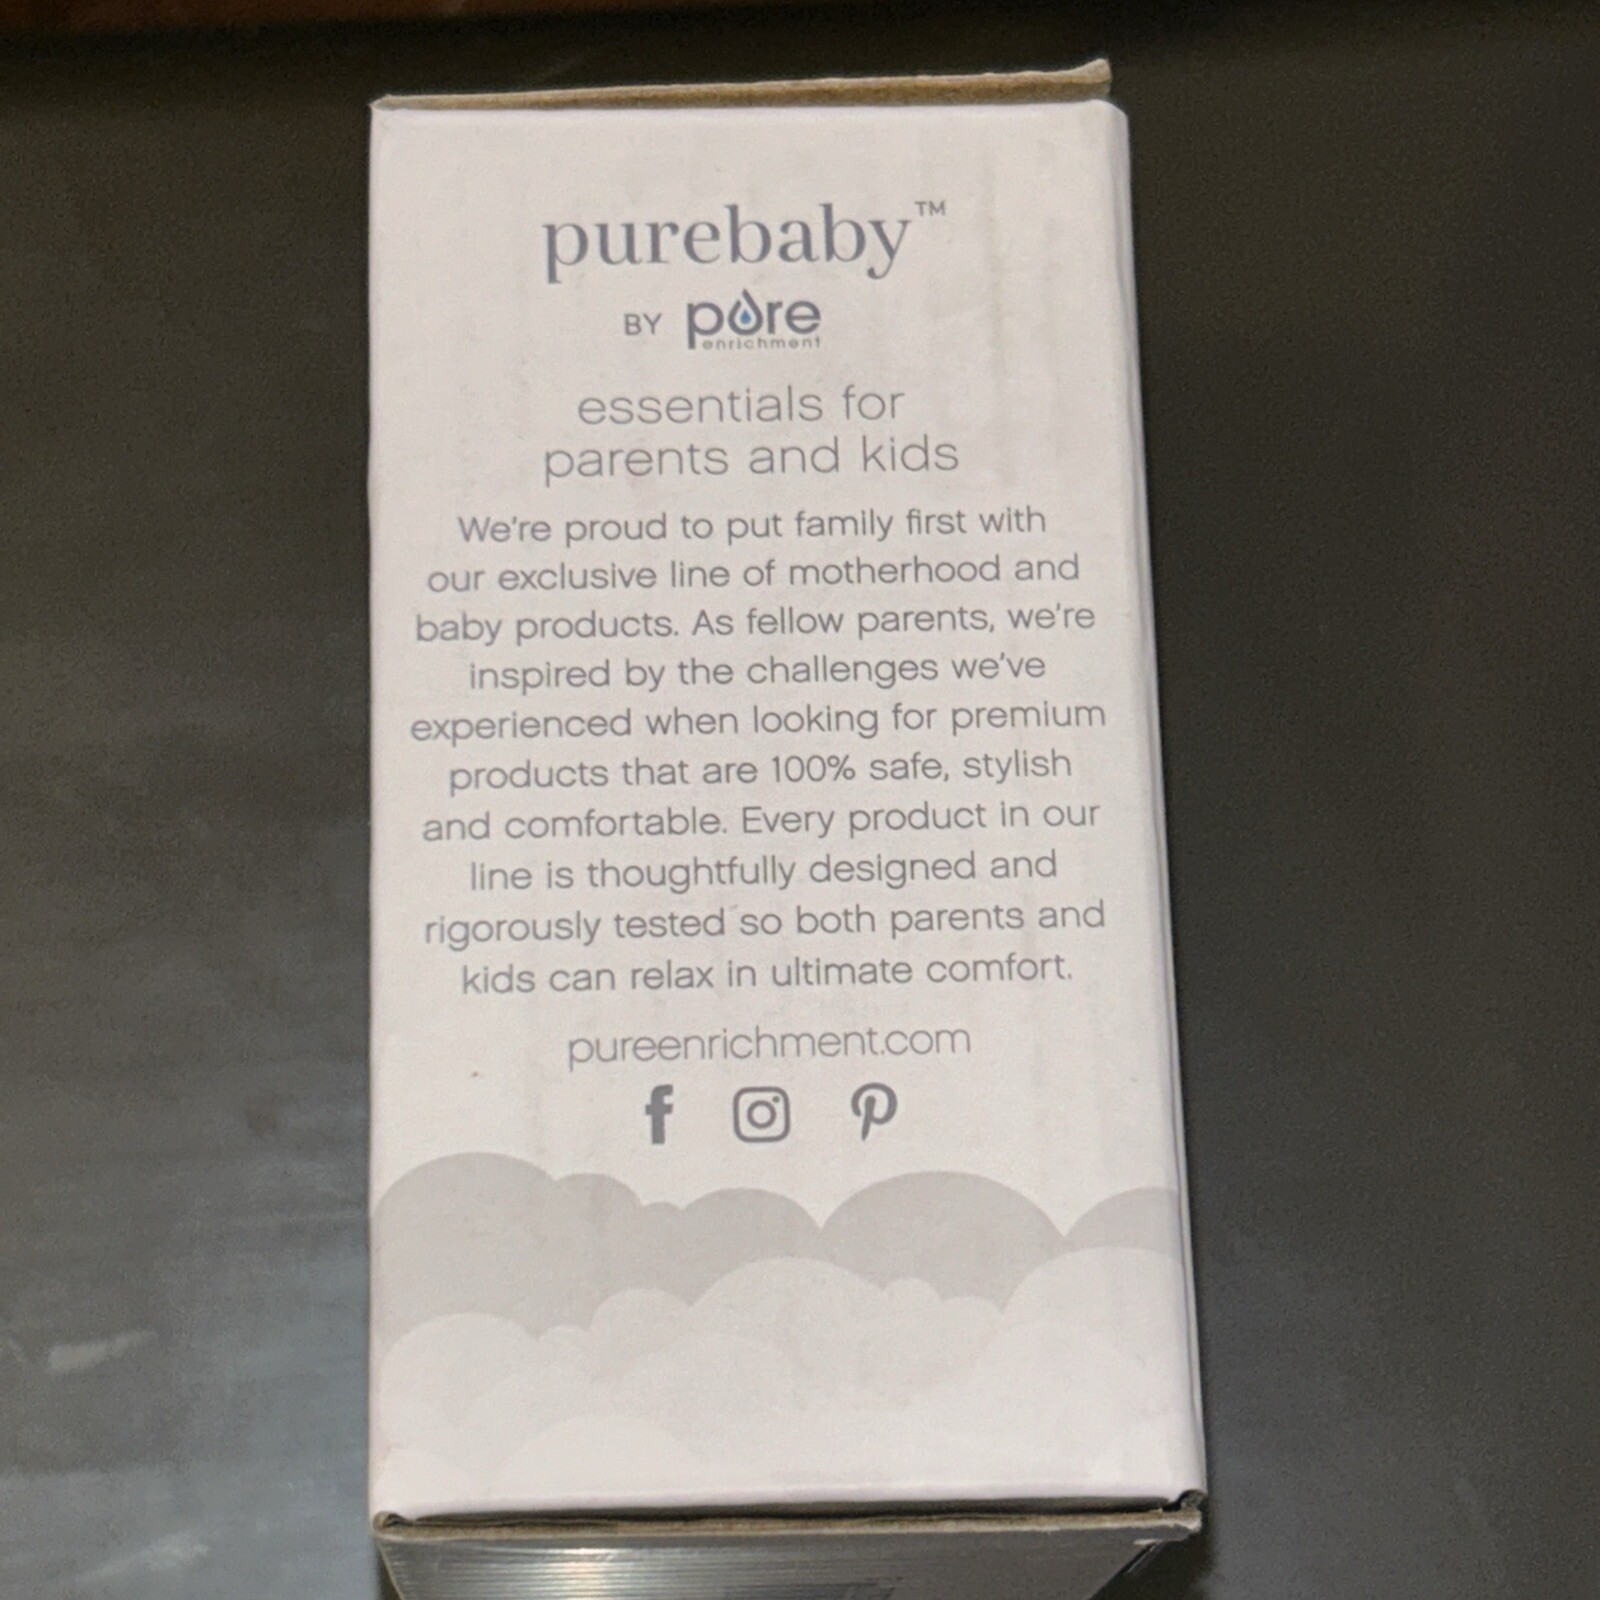 purebaby™
BY pure
enrichment
essentials for
parents and kids
We're proud to put family first with
our exclusive line of motherhood and
baby products. As fellow parents, we're
inspired by the challenges we've
experienced when looking for premium
products that are 100% safe, stylish
and comfortable. Every product in our
line is thoughtfully designed and
rigorously tested so both parents and
kids can relax in ultimate comfort.
pureenrichment.com